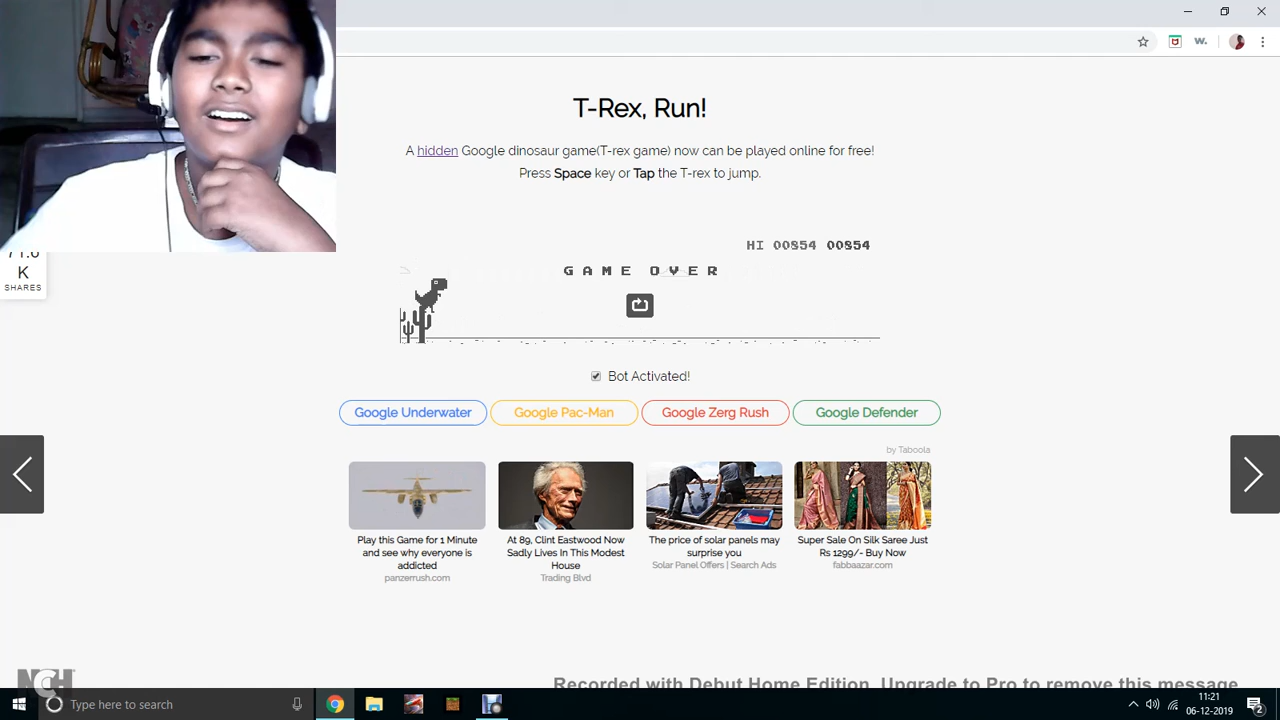 T-Rex, Run!
A hidden Google dinosaur game(T-rex game) now can be played online for free!
Press Space key or Tap the T-rex to jump.
K
SHARES
HI 00854 00854
GAME OVER
Bot Activated!
Google Underwater
Google Pac-Man
Google Zerg Rush
Google Defender
by Taboola
Play this Game for 1 Minute
and see why everyone is
addicted
panzerrush.com
At 89, Clint Eastwood Now
Sadly Lives In This Modest
House
Trading Blvd
The price of solar panels may
surprise you
Solar Panel Offers | Search Ads
Super Sale On Silk Saree Just
Rs 1299/- Buy Now
fabbaazar.com
NCH
Recorded with Debut Home Edition. Upgrade to Pro to remove this message
Type here to search
11:21
06-12-2019
2
w.